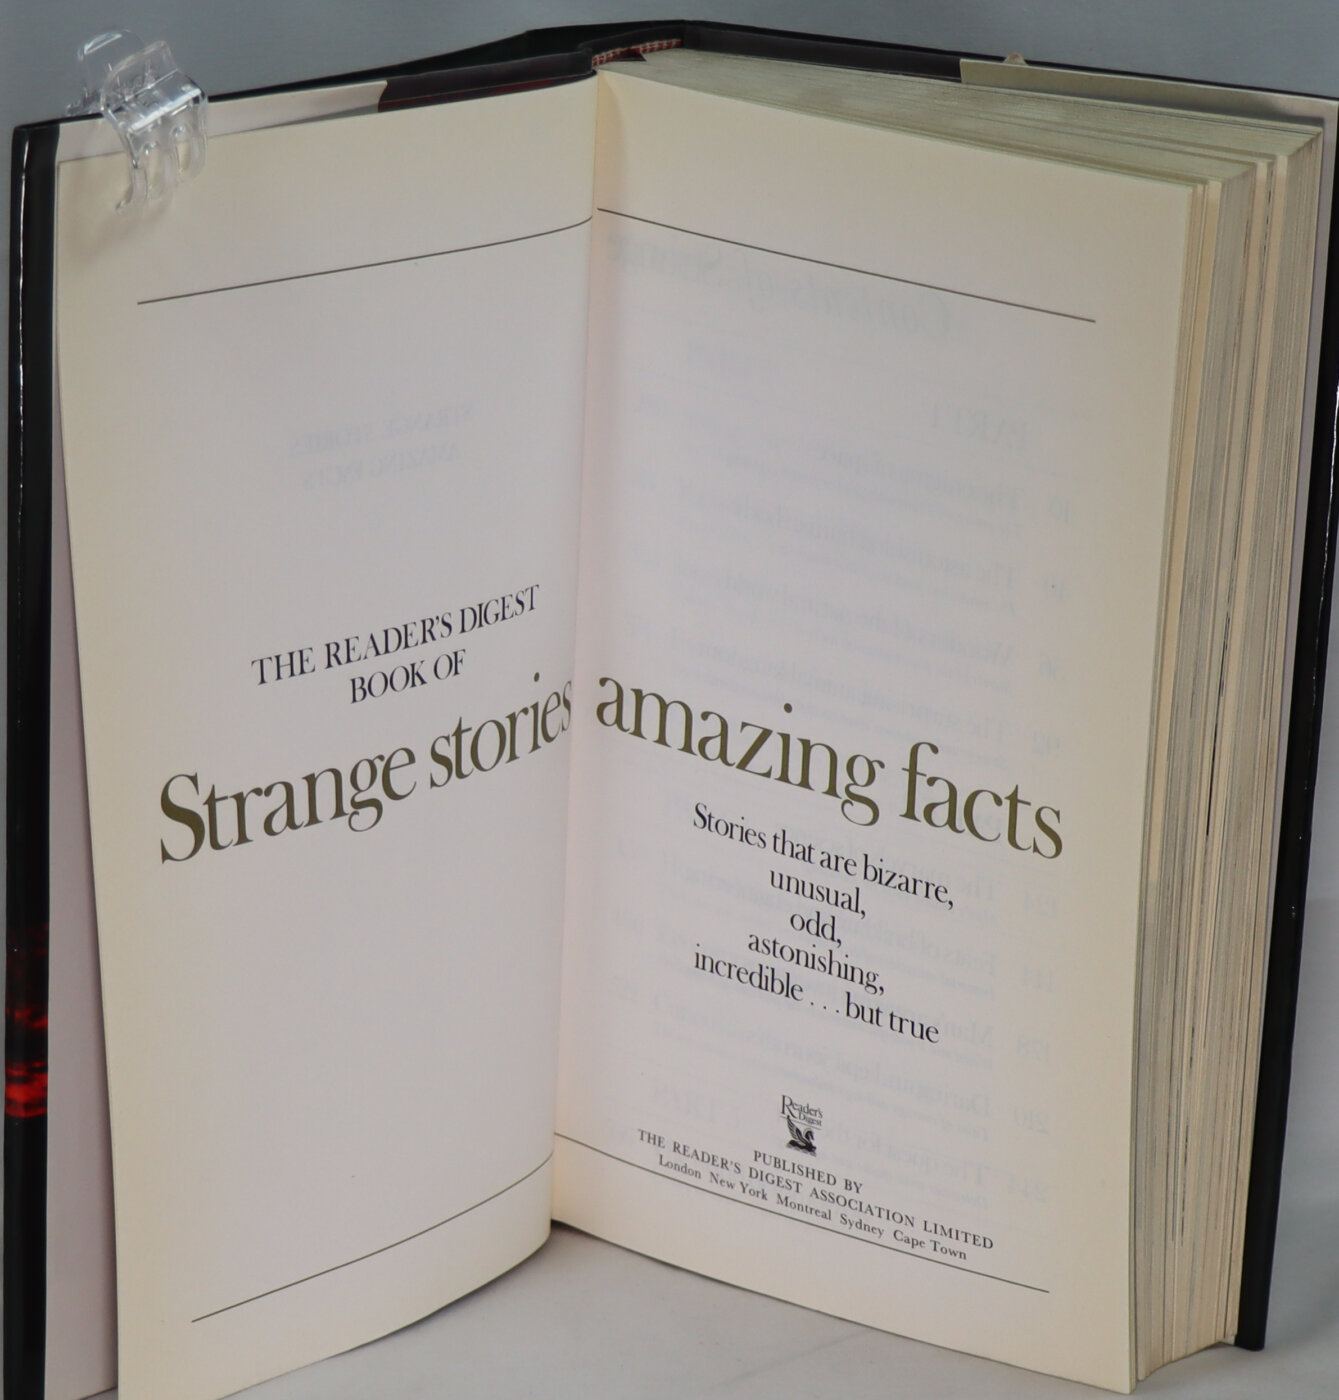 THE READER'S DIGEST
BOOK OF
Strange stories amazing facts
Stories that are bizarre,
unusual,
odd,
astonishing,
incredible . . . but true
Reader's
Digest
PUBLISHED BY
THE READER'S DIGEST ASSOCIATION LIMITED
London New York Montreal Sydney Cape Town